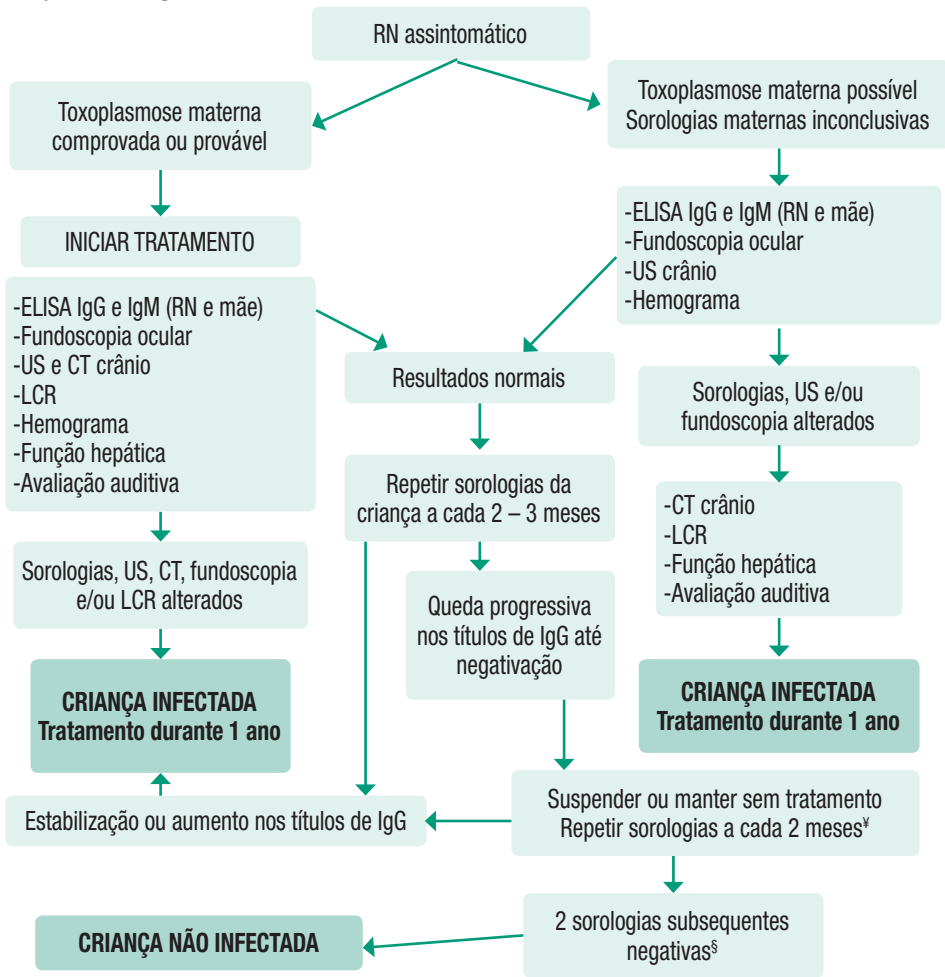 RN assintomático
Toxoplasmose materna
comprovada ou provável
Toxoplasmose materna possível
Sorologias maternas inconclusivas
INICIAR TRATAMENTO
-ELISA IgG e IgM (RN e mãe)
-Fundoscopia ocular
-US crânio
-Hemograma
-ELISA IgG e IgM (RN e mãe)
-Fundoscopia ocular
-US e CT crânio
-LCR
-Hemograma
-Função hepática
-Avaliação auditiva
Resultados normais
Sorologias, US e/ou
fundoscopia alterados
Repetir sorologias da
criança a cada 2 – 3 meses
-CT crânio
-LCR
-Função hepática
-Avaliação auditiva
Sorologias, US, CT, fundoscopia
e/ou LCR alterados
Queda progressiva
nos títulos de IgG até
negativação
CRIANÇA INFECTADA
Tratamento durante 1 ano
CRIANÇA INFECTADA
Tratamento durante 1 ano
Estabilização ou aumento nos títulos de IgG
Suspender ou manter sem tratamento
Repetir sorologias a cada 2 meses¥
2 sorologias subsequentes
negativas§
CRIANÇA NÃO INFECTADA